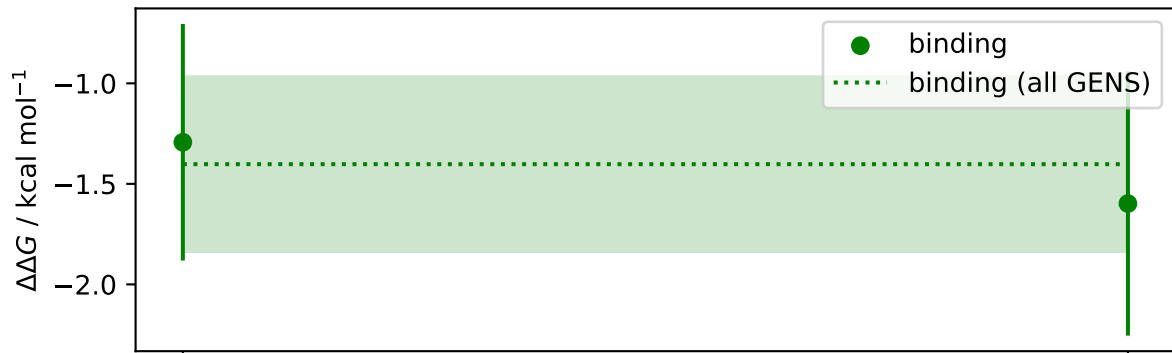 binding
binding (all GENS)
−1.0
−1.5
−2.0
ΔΔG / kcal mol⁻¹